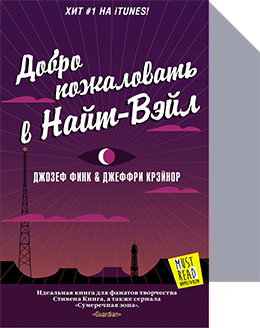 ХИТ #1 НА iTUNES!
Добро
пожаловать
в Найт-Вэйл
ДЖОЗЕФ ФИНК & ДЖЕФФРИ КРЭЙНОР
MUST
READ
Идеальная книга для фанатов творчества
Стивена Кинга, а также сериала
«Сумеречная зона».
«Guardian»